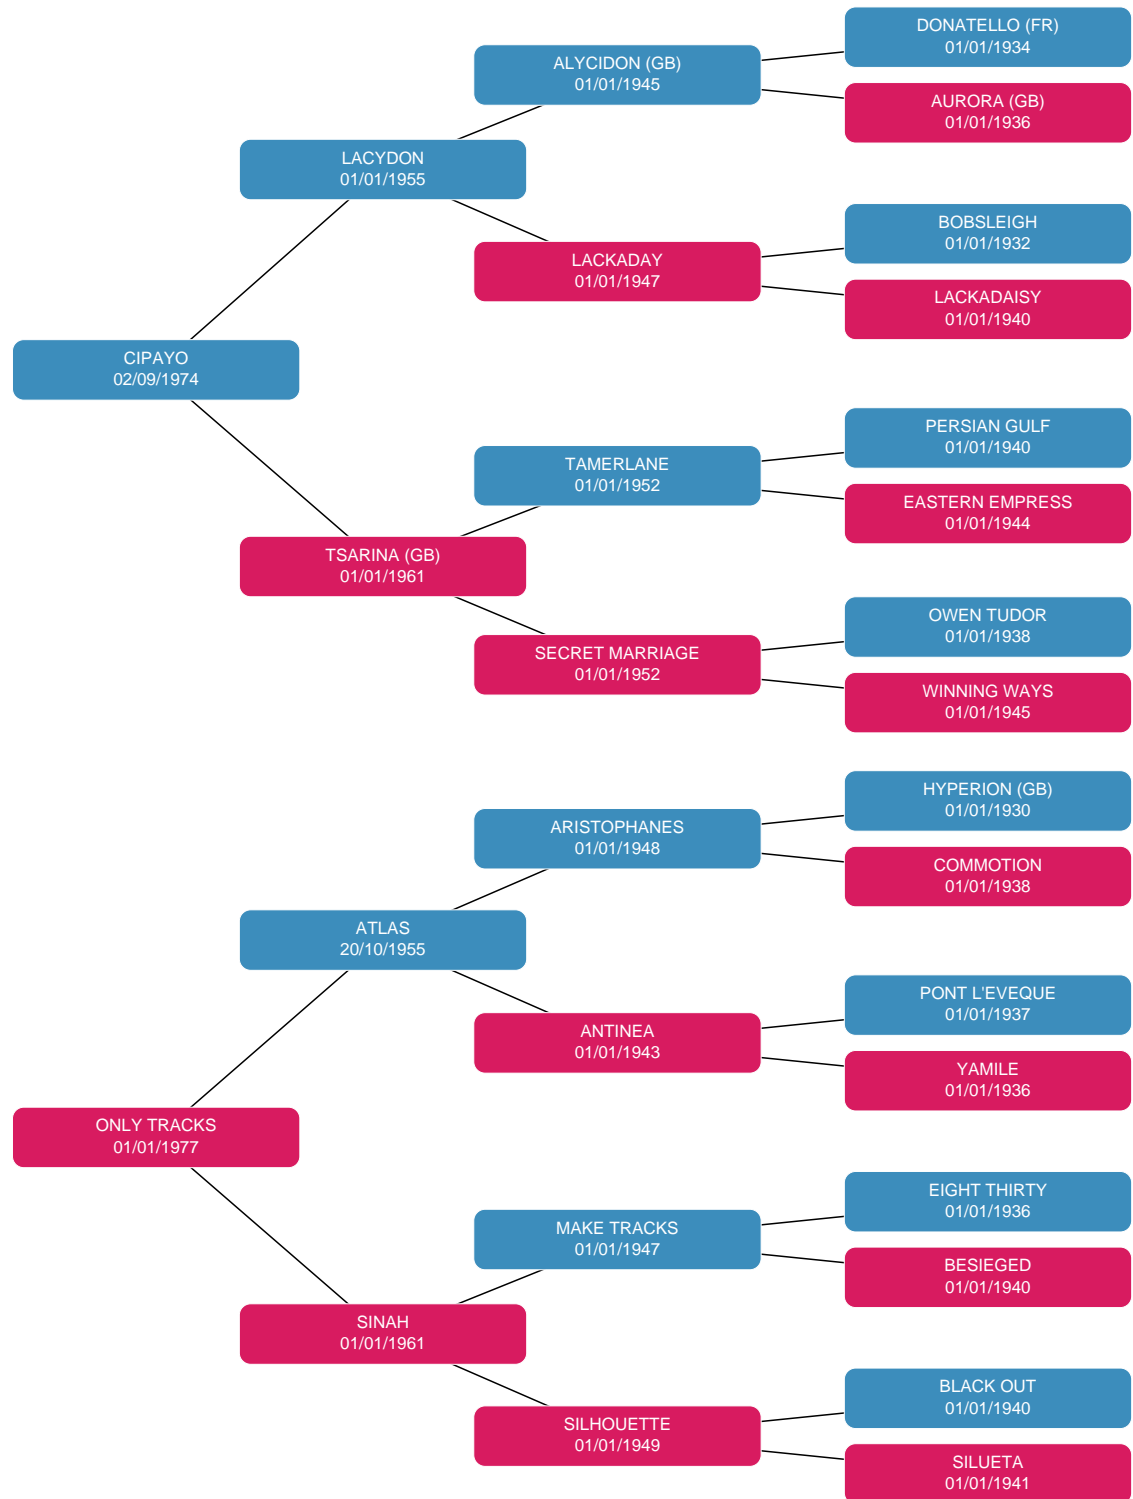 DONATELLO (FR)
01/01/1934
ALYCIDON (GB)
01/01/1945
AURORA (GB)
01/01/1936
LACYDON
01/01/1955
BOBSLEIGH
01/01/1932
LACKADAY
01/01/1947
LACKADAISY
01/01/1940
CIPAYO
02/09/1974
PERSIAN GULF
01/01/1940
TAMERLANE
01/01/1952
EASTERN EMPRESS
01/01/1944
TSARINA (GB)
01/01/1961
OWEN TUDOR
01/01/1938
SECRET MARRIAGE
01/01/1952
WINNING WAYS
01/01/1945
HYPERION (GB)
01/01/1930
ARISTOPHANES
01/01/1948
COMMOTION
01/01/1938
ATLAS
20/10/1955
PONT L'EVEQUE
01/01/1937
ANTINEA
01/01/1943
YAMILE
01/01/1936
ONLY TRACKS
01/01/1977
EIGHT THIRTY
01/01/1936
MAKE TRACKS
01/01/1947
BESIEGED
01/01/1940
SINAH
01/01/1961
BLACK OUT
01/01/1940
SILHOUETTE
01/01/1949
SILUETA
01/01/1941